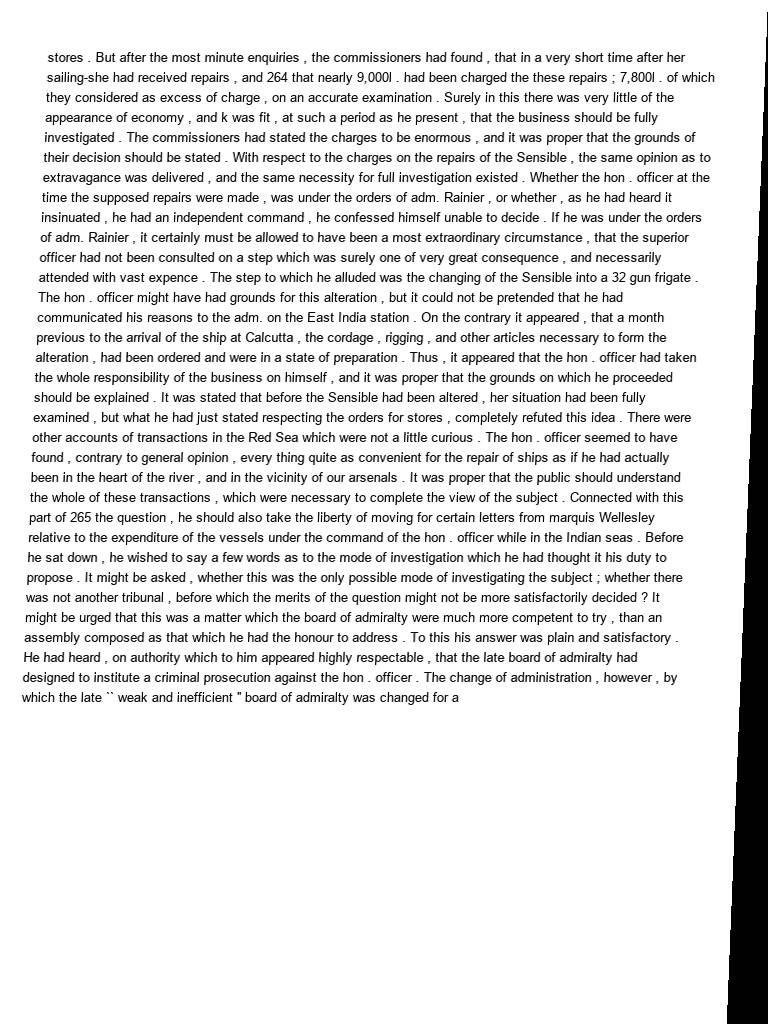 stores . But after the most minute enquiries , the commissioners had found , that in a very short time after her
sailing-she had received repairs , and 264 that nearly 9,000l . had been charged the these repairs ; 7,800l . of which
they considered as excess of charge , on an accurate examination . Surely in this there was very little of the
appearance of economy , and k was fit , at such a period as he present , that the business should be fully
investigated . The commissioners had stated the charges to be enormous , and it was proper that the grounds of
their decision should be stated . With respect to the charges on the repairs of the Sensible , the same opinion as to
extravagance was delivered , and the same necessity for full investigation existed . Whether the hon . officer at the
time the supposed repairs were made , was under the orders of adm. Rainier , or whether , as he had heard it
insinuated , he had an independent command , he confessed himself unable to decide . If he was under the orders
of adm. Rainier , it certainly must be allowed to have been a most extraordinary circumstance , that the superior
officer had not been consulted on a step which was surely one of very great consequence , and necessarily
attended with vast expence . The step to which he alluded was the changing of the Sensible into a 32 gun frigate .
The hon . officer might have had grounds for this alteration , but it could not be pretended that he had
communicated his reasons to the adm. on the East India station . On the contrary it appeared , that a month
previous to the arrival of the ship at Calcutta , the cordage , rigging , and other articles necessary to form the
alteration , had been ordered and were in a state of preparation . Thus , it appeared that the hon . officer had taken
the whole responsibility of the business on himself , and it was proper that the grounds on which he proceeded
should be explained . It was stated that before the Sensible had been altered , her situation had been fully
examined , but what he had just stated respecting the orders for stores , completely refuted this idea . There were
other accounts of transactions in the Red Sea which were not a little curious . The hon . officer seemed to have
found , contrary to general opinion , every thing quite as convenient for the repair of ships as if he had actually
been in the heart of the river , and in the vicinity of our arsenals . It was proper that the public should understand
the whole of these transactions , which were necessary to complete the view of the subject . Connected with this
part of 265 the question , he should also take the liberty of moving for certain letters from marquis Wellesley
relative to the expenditure of the vessels under the command of the hon . officer while in the Indian seas . Before
he sat down , he wished to say a few words as to the mode of investigation which he had thought it his duty to
propose . It might be asked , whether this was the only possible mode of investigating the subject ; whether there
was not another tribunal , before which the merits of the question might not be more satisfactorily decided ? It
might be urged that this was a matter which the board of admiralty were much more competent to try , than an
assembly composed as that which he had the honour to address . To this his answer was plain and satisfactory .
He had heard , on authority which to him appeared highly respectable , that the late board of admiralty had
designed to institute a criminal prosecution against the hon . officer . The change of administration , however , by
which the late `` weak and inefficient '' board of admiralty was changed for a